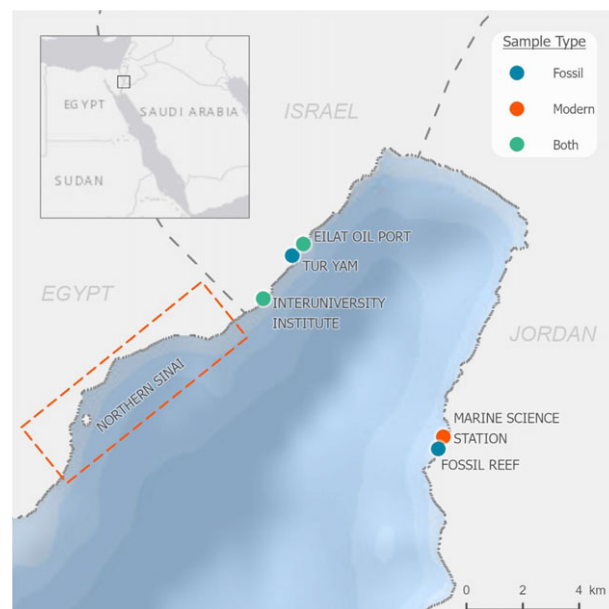 Sample Type
Fossil
Modern
Both
EGYPT
SAUDI ARABIA
SUDAN
ISRAEL
EILAT OIL PORT
TUR YAM
EGYPT
INTERUNIVERSITY
INSTITUTE
JORDAN
NORTHERN SINAI
MARINE SCIENCE
STATION
FOSSIL REEF
0 2 4 km